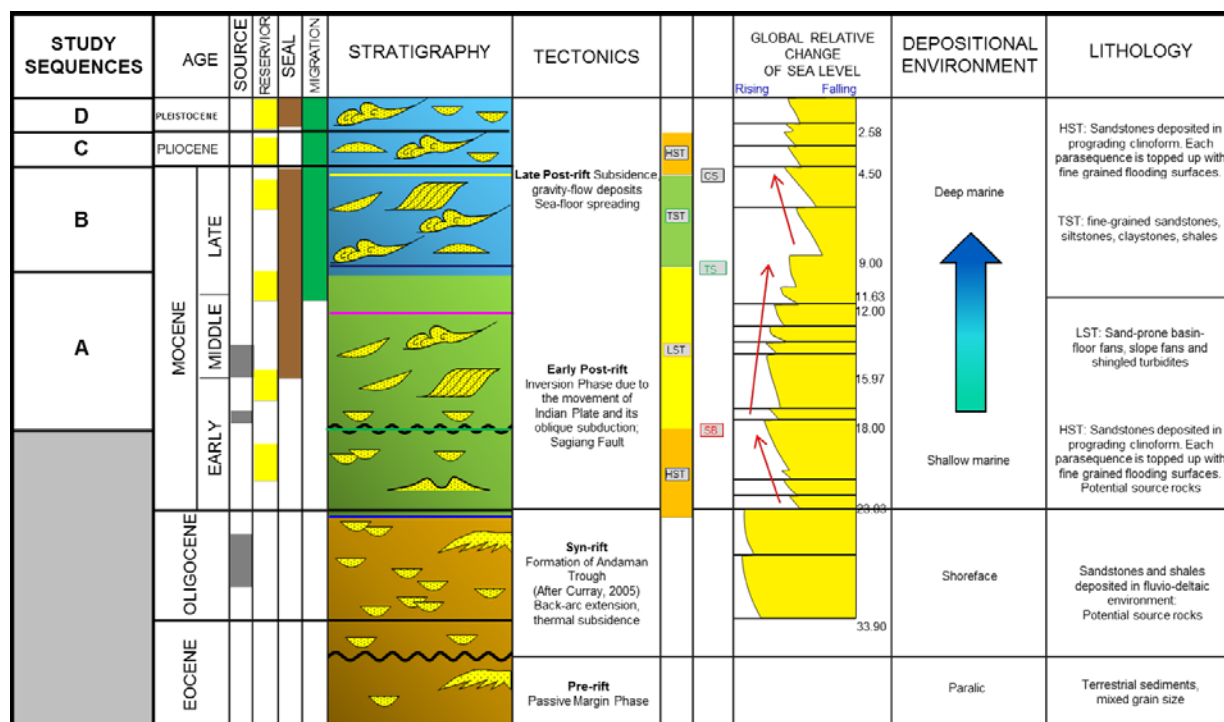 STUDY
SEQUENCES
AGE
SOURCE
RESERVIOR
SEAL
MIGRATION
STRATIGRAPHY
TECTONICS
GLOBAL RELATIVE
CHANGE
OF SEA LEVEL
Rising Falling
DEPOSITIONAL
ENVIRONMENT
LITHOLOGY
D
C
B
A
PLEISTOCENE
PLIOCENE
MOCENE
LATE
MIDDLE
EARLY
OLIGOCENE
EOCENE
Late Post-rift Subsidence,
gravity-flow deposits
Sea-floor spreading
Early Post-rift
Inversion Phase due to
the movement of
Indian Plate and its
oblique subduction;
Sagiang Fault
Syn-rift
Formation of Andaman
Trough
(After Curray, 2005)
Back-arc extension,
thermal subsidence
Pre-rift
Passive Margin Phase
HST
TST
LST
HST
CS
TS
SB
2.58
4.50
9.00
11.63
12.00
15.97
18.00
23.03
33.90
Deep marine
Shallow marine
Shoreface
Paralic
HST: Sandstones deposited in
prograding clinoform. Each
parasequence is topped up with
fine grained flooding surfaces.
TST: fine-grained sandstones,
siltstones, claystones, shales
LST: Sand-prone basin-
floor fans, slope fans and
shingled turbidites
HST: Sandstones deposited in
prograding clinoform. Each
parasequence is topped up with
fine grained flooding surfaces.
Potential source rocks
Sandstones and shales
deposited in fluvio-deltaic
environment:
Potential source rocks
Terrestrial sediments,
mixed grain size